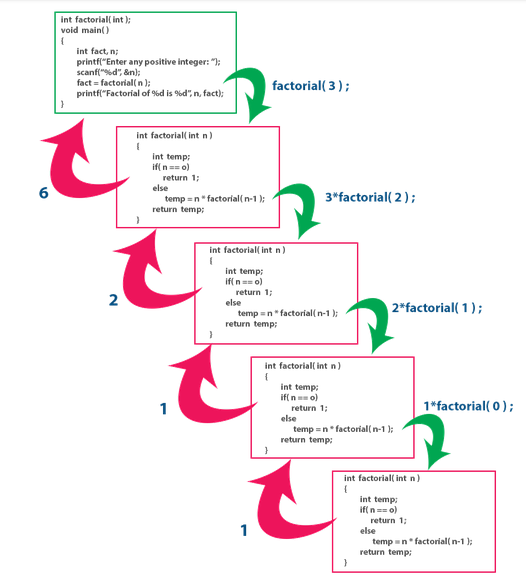 int factorial( int );
void main( )
{
int fact, n;
printf("Enter any positive integer: ");
scanf("%d", &n);
fact = factorial( n );
printf("Factorial of %d is %d", n, fact);
}
factorial( 3 ) ;
int factorial( int n )
{
int temp;
if( n == o)
return 1;
else
temp = n * factorial( n-1 );
return temp;
}
6
3*factorial( 2 ) ;
int factorial( int n )
{
int temp;
if( n == o)
return 1;
else
temp = n * factorial( n-1 );
return temp;
}
2
2*factorial( 1 ) ;
int factorial( int n )
{
int temp;
if( n == o)
return 1;
else
temp = n * factorial( n-1 );
return temp;
}
1
1*factorial( 0 ) ;
int factorial( int n )
{
int temp;
if( n == o)
return 1;
else
temp = n * factorial( n-1 );
return temp;
}
1